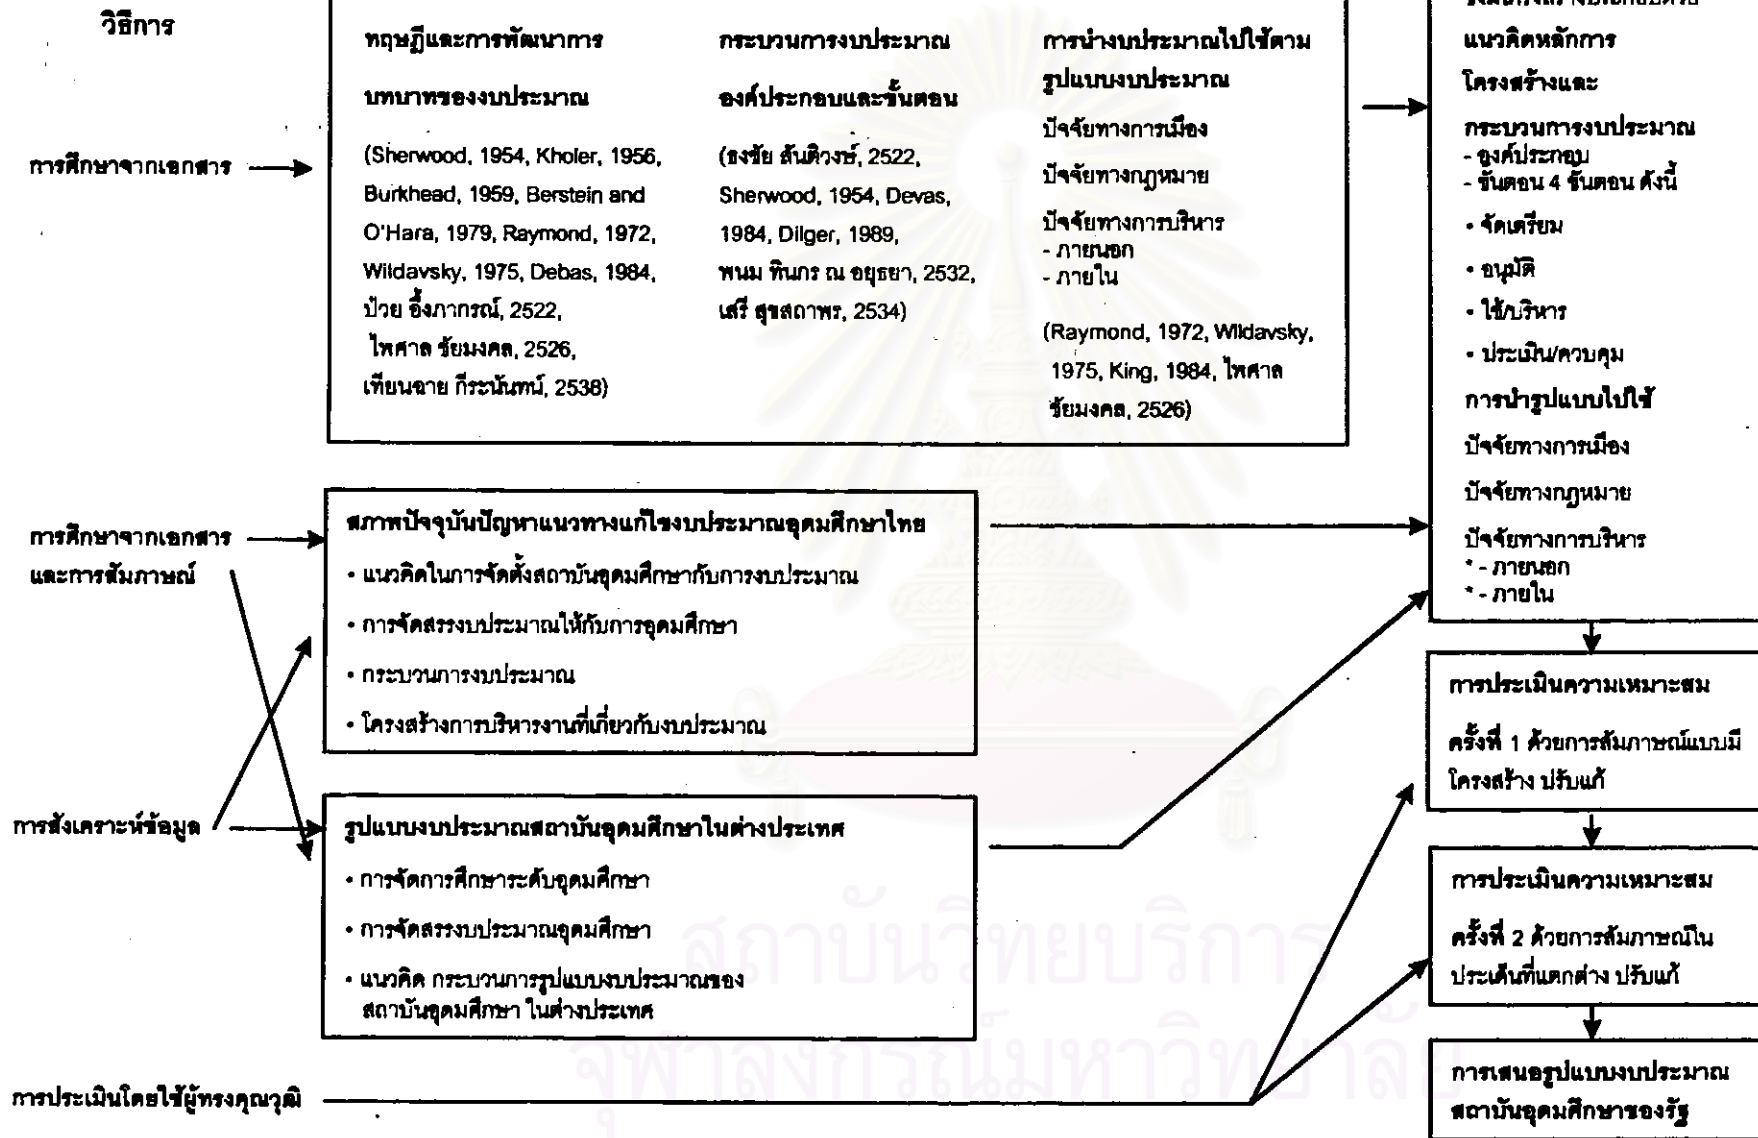 วิธีการ
การศึกษาจากเอกสาร
ทฤษฎีและการพัฒนาการ
บทบาทของงบประมาณ
(Sherwood, 1954, Kholer, 1956,
Burkhead, 1959, Berstein and
O'Hara, 1979, Raymond, 1972,
Wildavsky, 1975, Debas, 1984,
ป๋วย อึ๊งภากรณ์, 2522,
ไพศาล ชัยมงคล, 2526,
เทียนฉาย กีระนันทน์, 2538)
กระบวนการงบประมาณ
องค์ประกอบและขั้นตอน
(ธงชัย สันติวงษ์, 2522,
Sherwood, 1954, Devas,
1984, Dilger, 1989,
พนม ทินกร ณ อยุธยา, 2532,
เสรี สุขสถาพร, 2534)
การนำงบประมาณไปใช้ตาม
รูปแบบงบประมาณ
ปัจจัยทางการเมือง
ปัจจัยทางกฎหมาย
ปัจจัยทางการบริหาร
- ภายนอก
- ภายใน
(Raymond, 1972, Wildavsky,
1975, King, 1984, ไพศาล
ชัยมงคล, 2526)
แนวคิดหลักการ
โครงสร้างและ
กระบวนการงบประมาณ
- องค์ประกอบ
- ขั้นตอน 4 ขั้นตอน ดังนี้
• จัดเตรียม
• อนุมัติ
• ใช้/บริหาร
• ประเมิน/ควบคุม
การนำรูปแบบไปใช้
ปัจจัยทางการเมือง
ปัจจัยทางกฎหมาย
ปัจจัยทางการบริหาร
* - ภายนอก
* - ภายใน
การศึกษาจากเอกสาร
และการสัมภาษณ์
สภาพปัจจุบันปัญหาแนวทางแก้ไขงบประมาณอุดมศึกษาไทย
• แนวคิดในการจัดตั้งสถาบันอุดมศึกษากับการงบประมาณ
• การจัดสรรงบประมาณให้กับการอุดมศึกษา
• กระบวนการงบประมาณ
• โครงสร้างการบริหารงานที่เกี่ยวกับงบประมาณ
การสังเคราะห์ข้อมูล
รูปแบบงบประมาณสถาบันอุดมศึกษาในต่างประเทศ
• การจัดการศึกษาระดับอุดมศึกษา
• การจัดสรรงบประมาณอุดมศึกษา
• แนวคิด กระบวนการรูปแบบงบประมาณของ
สถาบันอุดมศึกษา ในต่างประเทศ
การประเมินความเหมาะสม
ครั้งที่ 1 ด้วยการสัมภาษณ์แบบมี
โครงสร้าง ปรับแก้
การประเมินความเหมาะสม
ครั้งที่ 2 ด้วยการสัมภาษณ์ใน
ประเด็นที่แตกต่าง ปรับแก้
การประเมินโดยใช้ผู้ทรงคุณวุฒิ
การเสนอรูปแบบงบประมาณ
สถาบันอุดมศึกษาของรัฐ
สถาบันวิทยบริการ
จุฬาลงกรณ์มหาวิทยาลัย